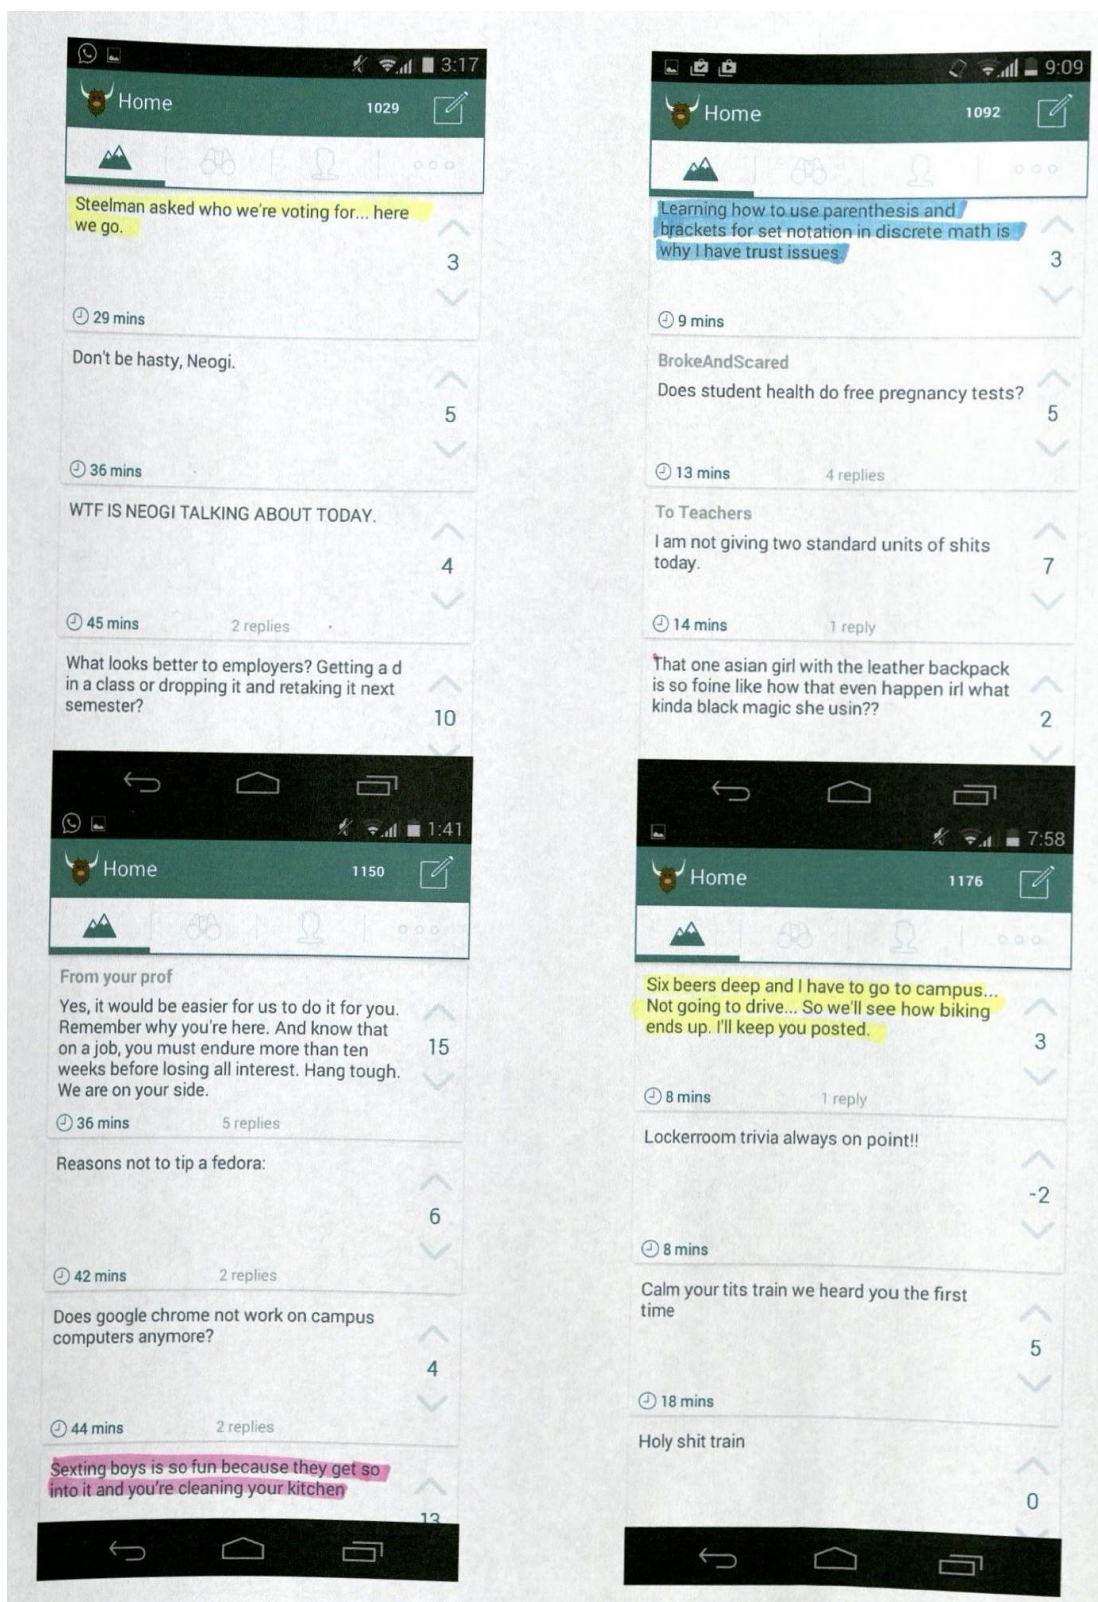 3:17
Home 1029
Steelman asked who we're voting for... here
we go.
3
29 mins
Don't be hasty, Neogi.
5
36 mins
WTF IS NEOGI TALKING ABOUT TODAY.
4
45 mins 2 replies
What looks better to employers? Getting a d
in a class or dropping it and retaking it next
semester?
10
9:09
Home 1092
Learning how to use parenthesis and
brackets for set notation in discrete math is
why I have trust issues.
3
9 mins
BrokeAndScared
Does student health do free pregnancy tests?
5
13 mins 4 replies
To Teachers
I am not giving two standard units of shits
today.
7
14 mins 1 reply
That one asian girl with the leather backpack
is so foine like how that even happen irl what
kinda black magic she usin??
2
1:41
Home 1150
From your prof
Yes, it would be easier for us to do it for you.
Remember why you're here. And know that
on a job, you must endure more than ten
weeks before losing all interest. Hang tough.
We are on your side.
15
36 mins 5 replies
Reasons not to tip a fedora:
6
42 mins 2 replies
Does google chrome not work on campus
computers anymore?
4
44 mins 2 replies
Sexting boys is so fun because they get so
into it and you're cleaning your kitchen
13
7:58
Home 1176
Six beers deep and I have to go to campus...
Not going to drive... So we'll see how biking
ends up. I'll keep you posted.
3
8 mins 1 reply
Lockerroom trivia always on point!!
-2
8 mins
Calm your tits train we heard you the first
time
5
18 mins
Holy shit train
0